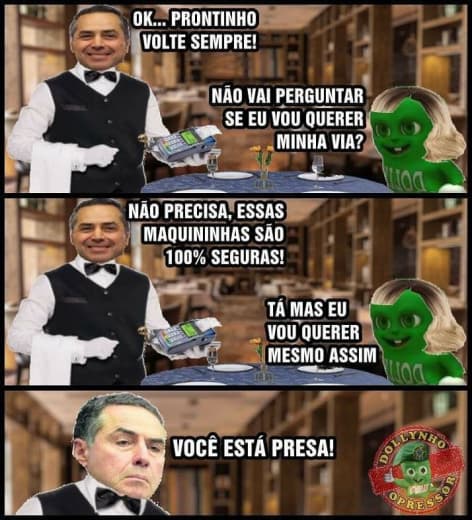 OK... PRONTINHO
VOLTE SEMPRE!
NÃO VAI PERGUNTAR
SE EU VOU QUERER
MINHA VIA?
NÃO PRECISA, ESSAS
MAQUININHAS SÃO
100% SEGURAS!
TÁ MAS EU
VOU QUERER
MESMO ASSIM
VOCÊ ESTÁ PRESA!
DOLLYNHO
OPRESSOR